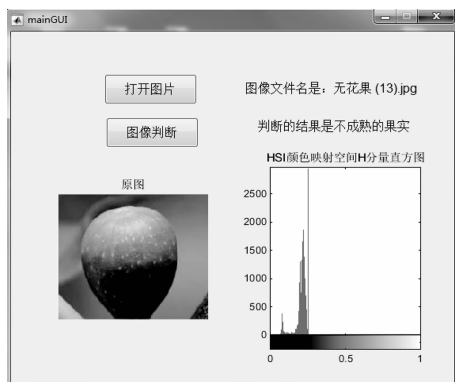 mainGUI
打开图片
图像文件名是：无花果 (13).jpg
图像判断
判断的结果是不成熟的果实
原图
HSI颜色映射空间H分量直方图
2500
2000
1500
1000
500
0
0
0.5
1